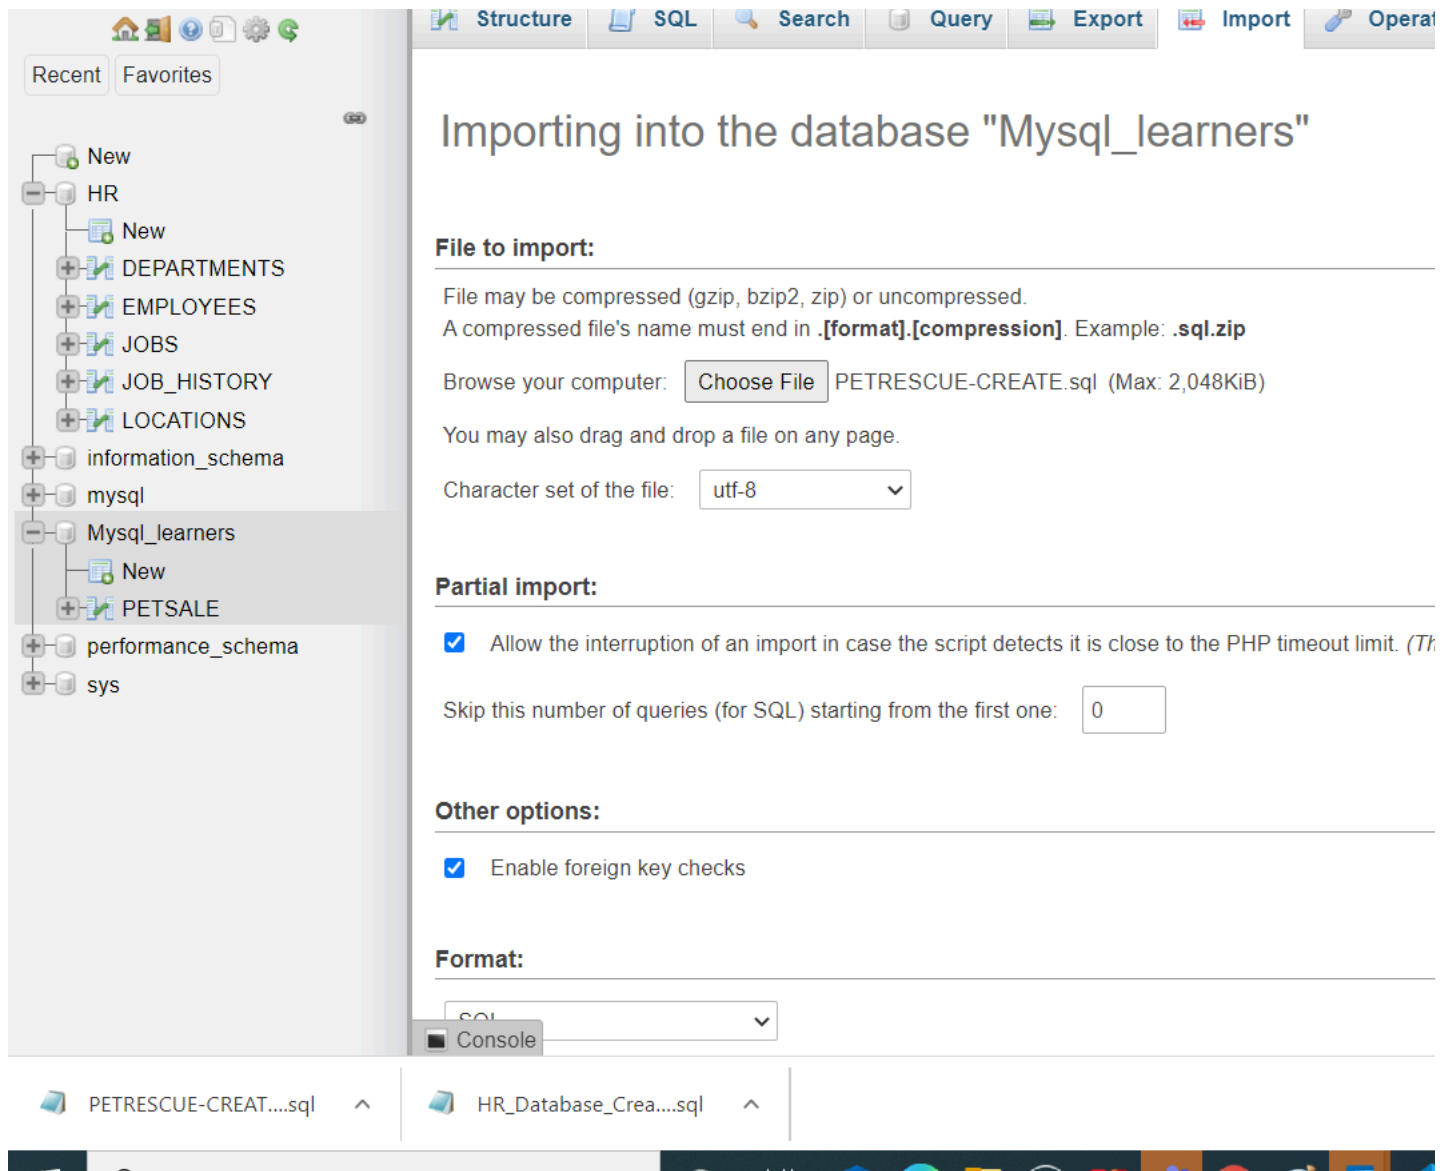 Recent Favorites
New
HR
New
DEPARTMENTS
EMPLOYEES
JOBS
JOB_HISTORY
LOCATIONS
information_schema
mysql
Mysql_learners
New
PETSALE
performance_schema
sys
Structure SQL Search Query Export Import
Importing into the database "Mysql_learners"
File to import:
File may be compressed (gzip, bzip2, zip) or uncompressed.
A compressed file's name must end in .[format].[compression]. Example: .sql.zip
Browse your computer: Choose File PETRESCUE-CREATE.sql (Max: 2,048KiB)
You may also drag and drop a file on any page.
Character set of the file: utf-8
Partial import:
Allow the interruption of an import in case the script detects it is close to the PHP timeout limit.
Skip this number of queries (for SQL) starting from the first one: 0
Other options:
Enable foreign key checks
Format:
SQL
Console
PETRESCUE-CREAT....sql HR_Database_Crea....sql